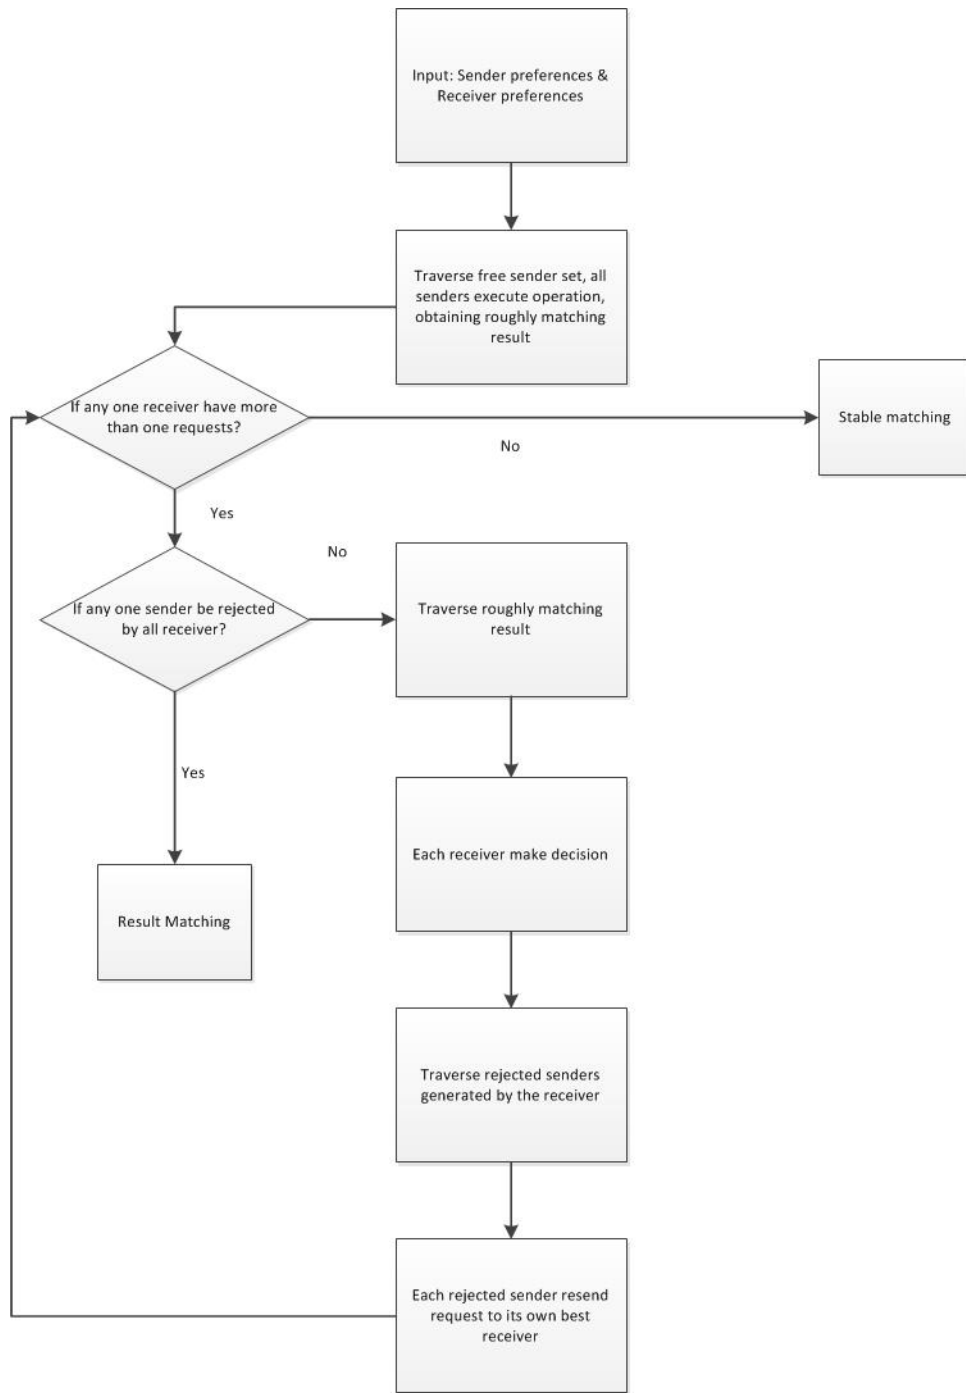 Input: Sender preferences &
Receiver preferences
Traverse free sender set, all
senders execute operation,
obtaining roughly matching
result
If any one receiver have more
than one requests?
No
Stable matching
Yes
If any one sender be rejected
by all receiver?
No
Traverse roughly matching
result
Yes
Each receiver make decision
Result Matching
Traverse rejected senders
generated by the receiver
Each rejected sender resend
request to its own best
receiver